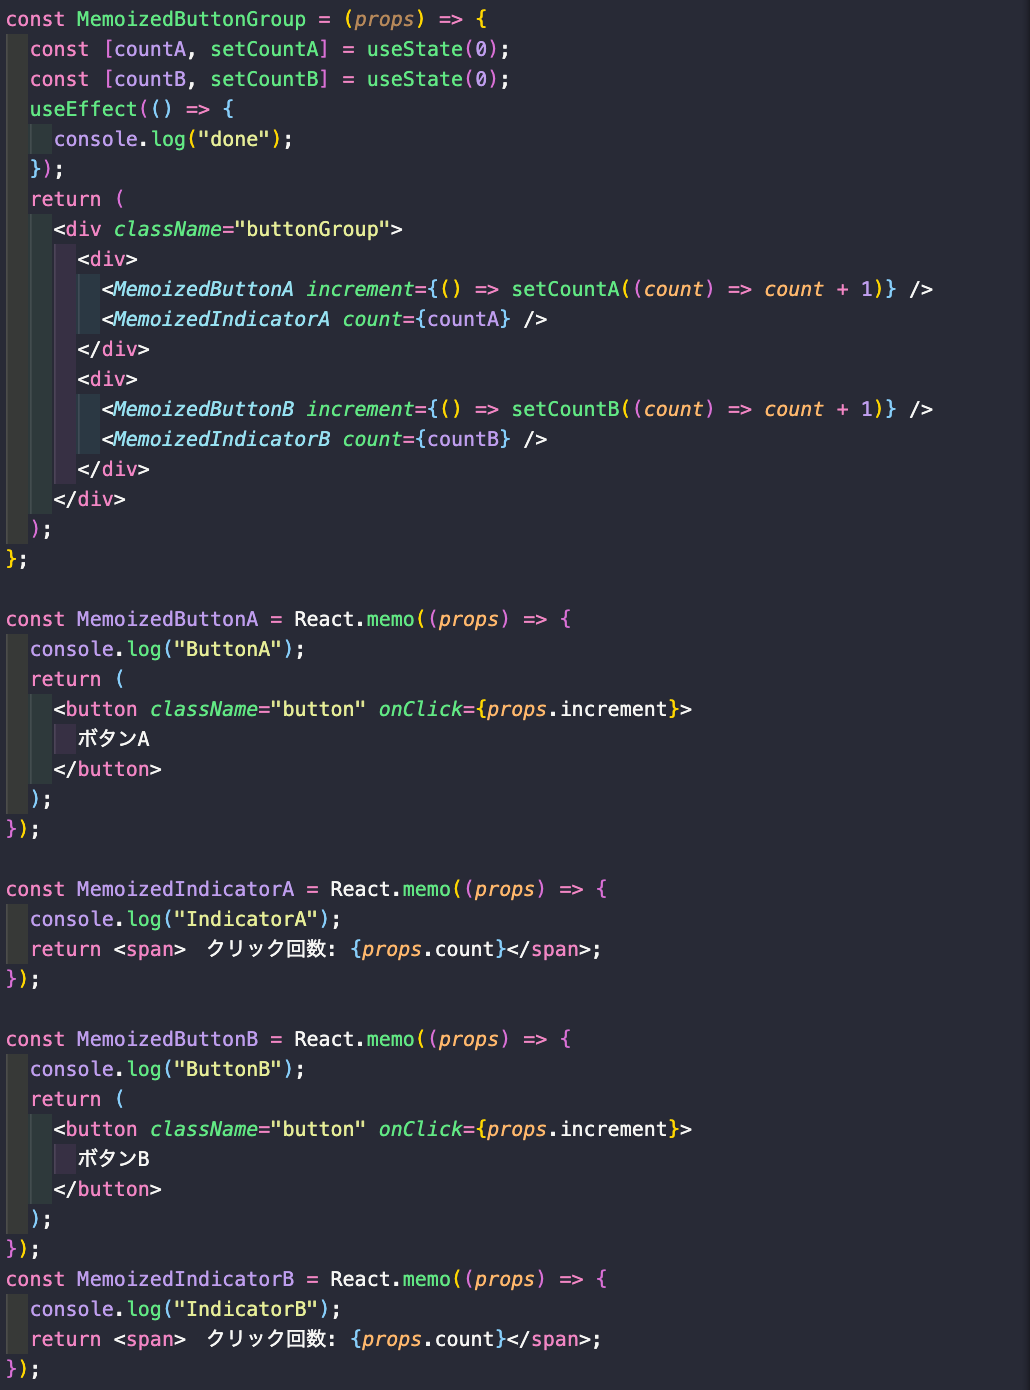 const MemoizedButtonGroup = (props) => {
  const [countA, setCountA] = useState(0);
  const [countB, setCountB] = useState(0);
  useEffect(() => {
    console.log("done");
  });
  return (
    <div className="buttonGroup">
      <div>
        <MemoizedButtonA increment={() => setCountA((count) => count + 1)} />
        <MemoizedIndicatorA count={countA} />
      </div>
      <div>
        <MemoizedButtonB increment={() => setCountB((count) => count + 1)} />
        <MemoizedIndicatorB count={countB} />
      </div>
    </div>
  );
};

const MemoizedButtonA = React.memo((props) => {
  console.log("ButtonA");
  return (
    <button className="button" onClick={props.increment}>
      ボタンA
    </button>
  );
});

const MemoizedIndicatorA = React.memo((props) => {
  console.log("IndicatorA");
  return <span>　クリック回数: {props.count}</span>;
});

const MemoizedButtonB = React.memo((props) => {
  console.log("ButtonB");
  return (
    <button className="button" onClick={props.increment}>
      ボタンB
    </button>
  );
});
const MemoizedIndicatorB = React.memo((props) => {
  console.log("IndicatorB");
  return <span>　クリック回数: {props.count}</span>;
});